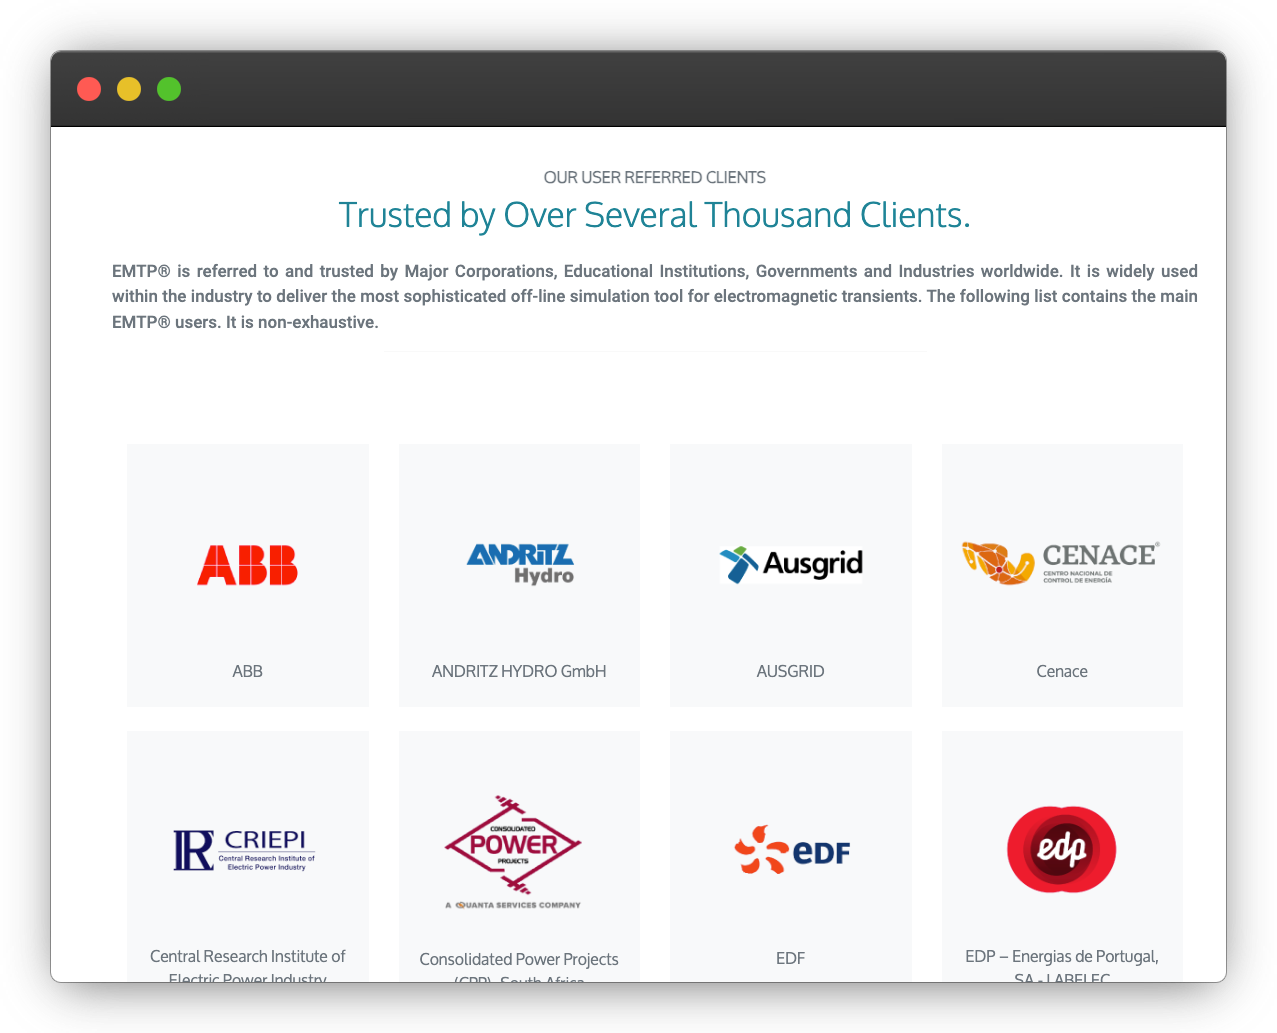 OUR USER REFERRED CLIENTS
Trusted by Over Several Thousand Clients.
EMTP® is referred to and trusted by Major Corporations, Educational Institutions, Governments and Industries worldwide. It is widely used
within the industry to deliver the most sophisticated off-line simulation tool for electromagnetic transients. The following list contains the main
EMTP® users. It is non-exhaustive.
ABB
ABB
ANDRITZ
Hydro
ANDRITZ HYDRO GmbH
Ausgrid
AUSGRID
CENACE®
CENTRO NACIONAL DE
CONTROL DE ENERGÍA
Cenace
R CRIEPI
Central Research Institute of
Electric Power Industry
Central Research Institute of
Electric Power Industry
CONSOLIDATED
POWER
PROJECTS
A QUANTA SERVICES COMPANY
Consolidated Power Projects
(CPP), South Africa
eDF
EDF
edp
EDP – Energias de Portugal,
SA - LABELEC